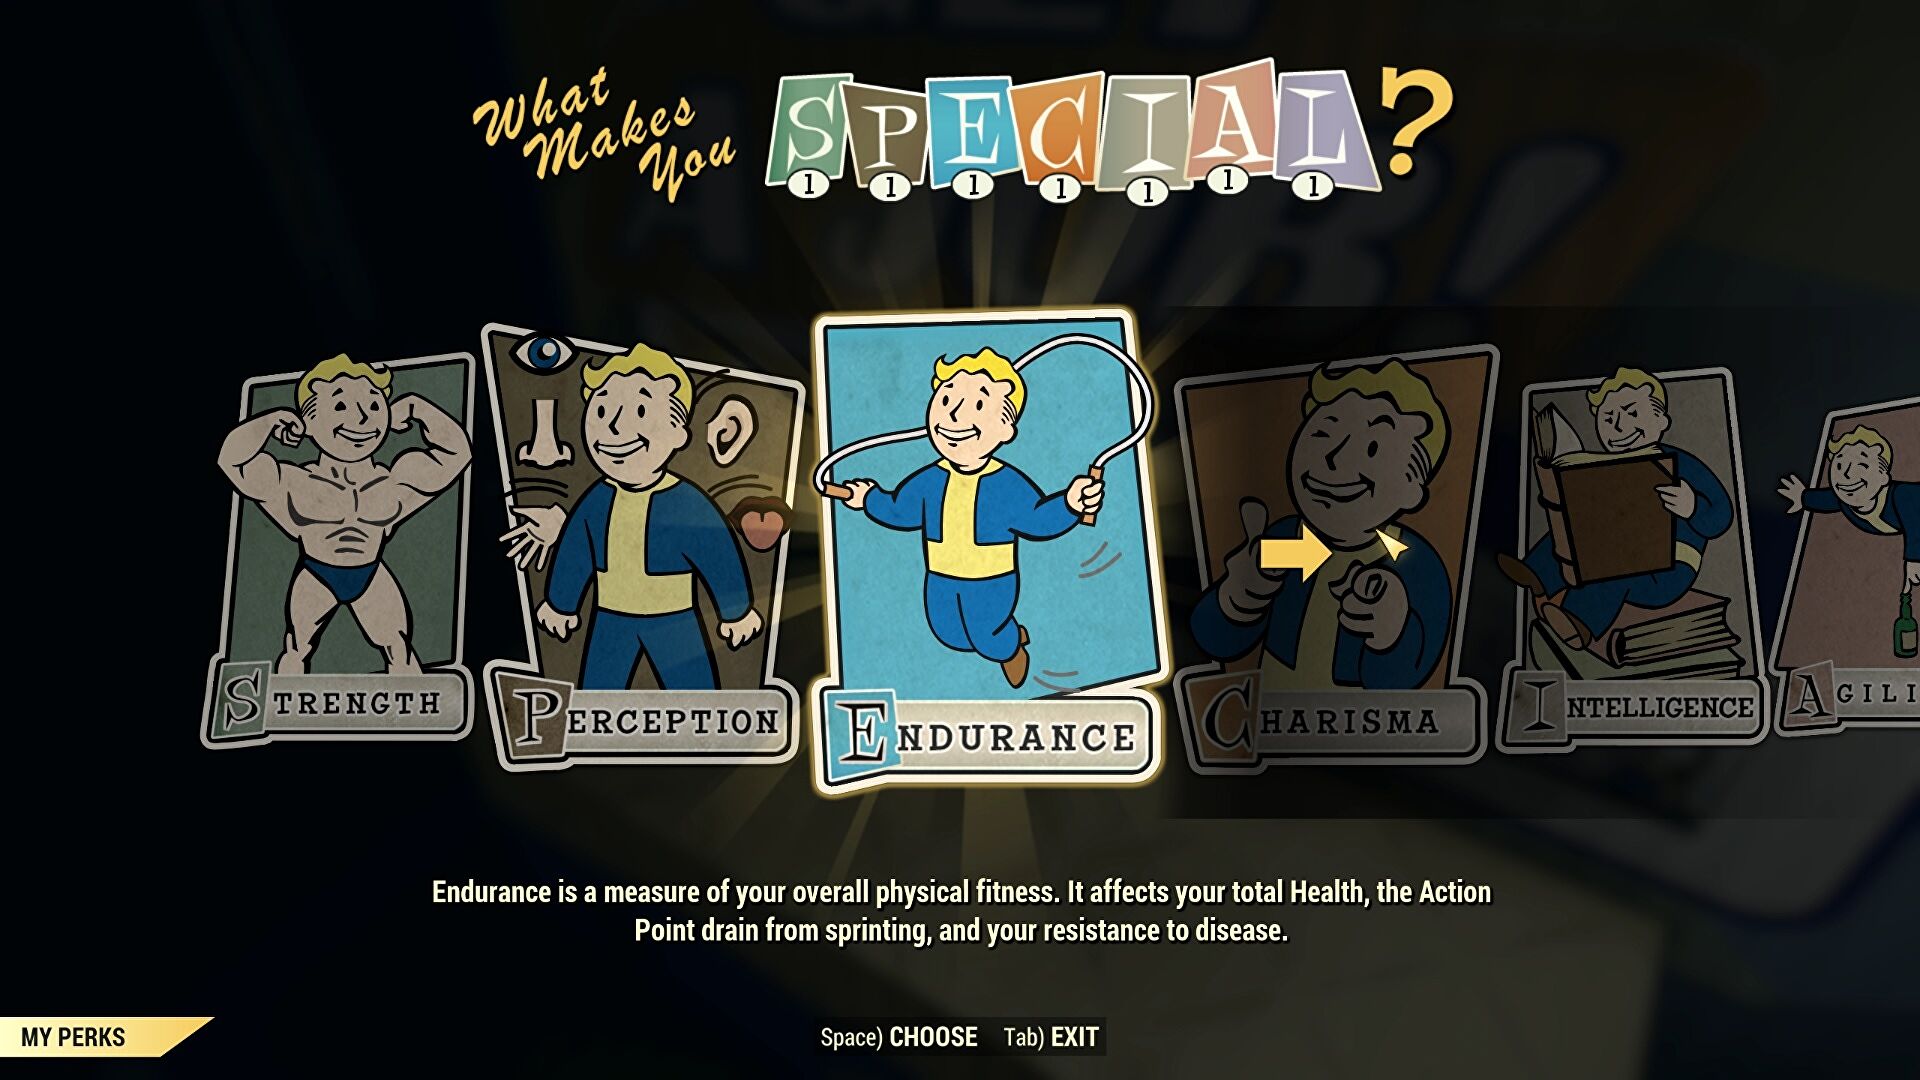 What
Makes
You
SPECIAL?
1 1 1 1 1 1 1
STRENGTH
PERCEPTION
ENDURANCE
CHARISMA
INTELLIGENCE
AGILI
Endurance is a measure of your overall physical fitness. It affects your total Health, the Action
Point drain from sprinting, and your resistance to disease.
MY PERKS
Space) CHOOSE Tab) EXIT